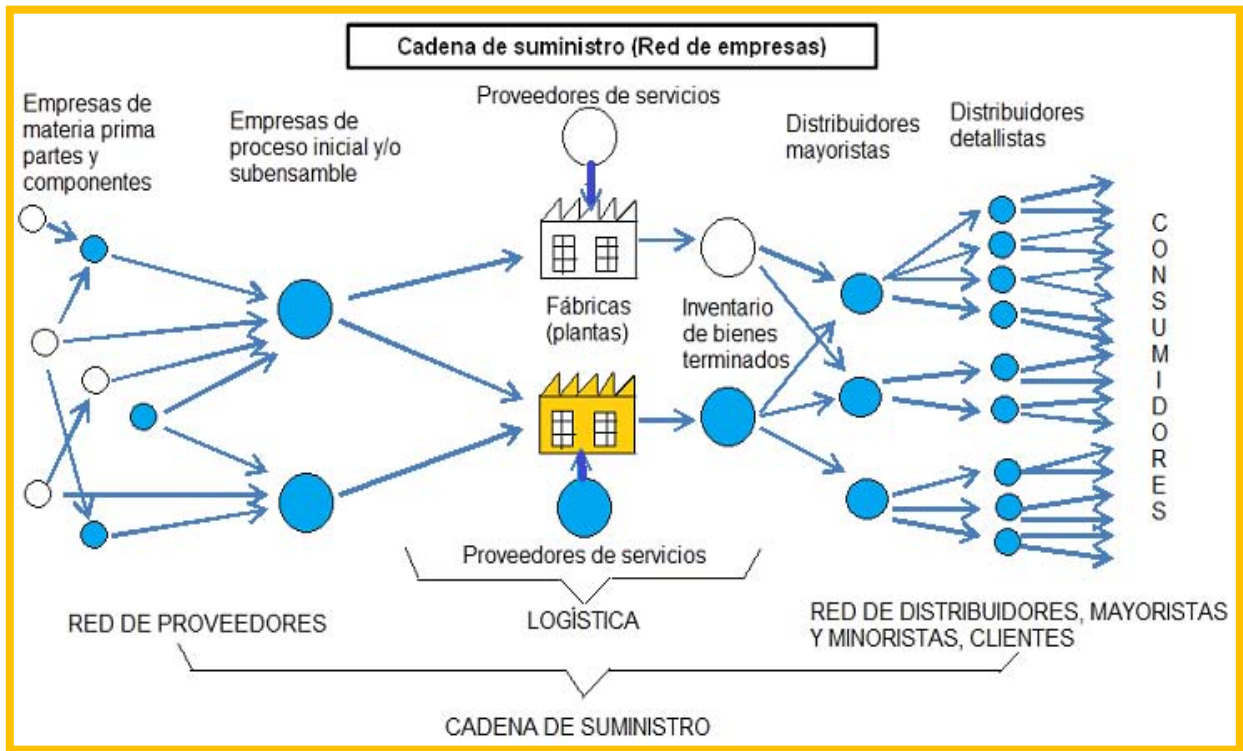 Cadena de suministro (Red de empresas)
Empresas de
materia prima
partes y
componentes
Empresas de
proceso inicial y/o
subensamble
Proveedores de servicios
Distribuidores
mayoristas
Distribuidores
detallistas
Fábricas
(plantas)
Inventario
de bienes
terminados
CONSUMIDORES
Proveedores de servicios
RED DE PROVEEDORES
LOGÍSTICA
RED DE DISTRIBUIDORES, MAYORISTAS
Y MINORISTAS, CLIENTES
CADENA DE SUMINISTRO